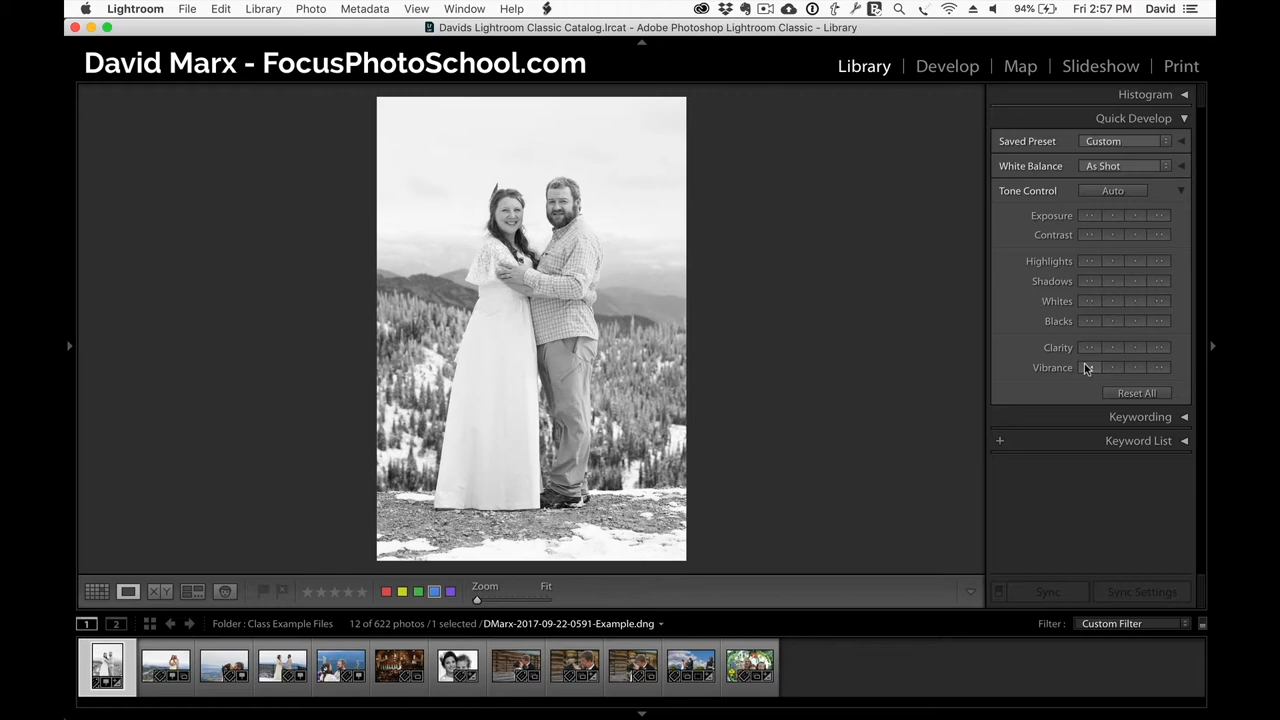 Lightroom File Edit Library Photo Metadata View Window Help 94% Fri 2:57 PM David
Davids Lightroom Classic Catalog.lrcat - Adobe Photoshop Lightroom Classic - Library
David Marx - FocusPhotoSchool.com
Library | Develop | Map | Slideshow | Print
Histogram
Quick Develop
Saved Preset Custom
White Balance As Shot
Tone Control Auto
Exposure
Contrast
Highlights
Shadows
Whites
Blacks
Clarity
Vibrance
Reset All
Keywording
+ Keyword List
XY Zoom Fit
Sync Sync Settings
1 2 Folder : Class Example Files 12 of 622 photos / 1 selected / DMarx-2017-09-22-0591-Example.dng Filter : Custom Filter